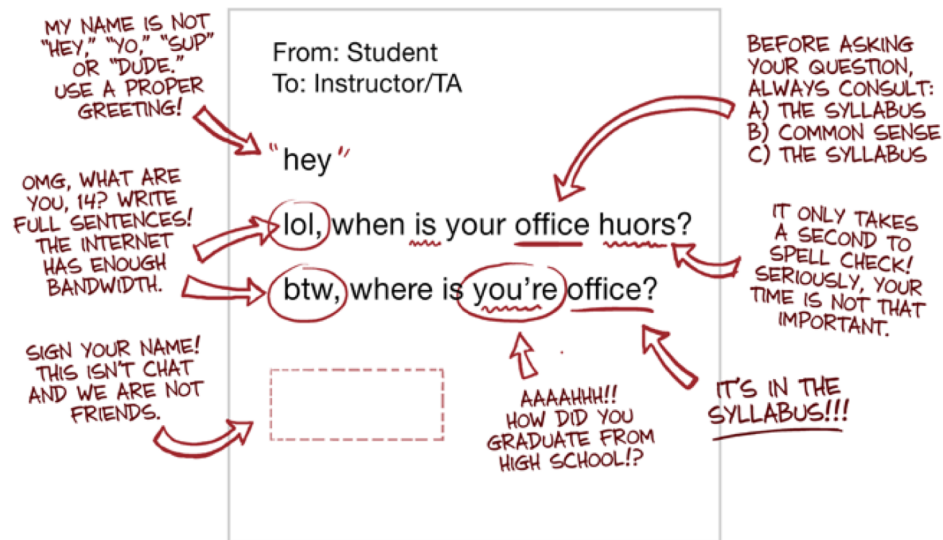 MY NAME IS NOT
"HEY," "YO," "SUP"
OR "DUDE."
USE A PROPER
GREETING!
From: Student
To: Instructor/TA
BEFORE ASKING
YOUR QUESTION,
ALWAYS CONSULT:
A) THE SYLLABUS
B) COMMON SENSE
C) THE SYLLABUS
"hey"
OMG, WHAT ARE
YOU, 14? WRITE
FULL SENTENCES!
THE INTERNET
HAS ENOUGH
BANDWIDTH.
lol, when is your office huors?
btw, where is you're office?
IT ONLY TAKES
A SECOND TO
SPELL CHECK!
SERIOUSLY, YOUR
TIME IS NOT THAT
IMPORTANT.
SIGN YOUR NAME!
THIS ISN'T CHAT
AND WE ARE NOT
FRIENDS.
AAAAHHH!!
HOW DID YOU
GRADUATE FROM
HIGH SCHOOL!?
IT'S IN THE
SYLLABUS!!!